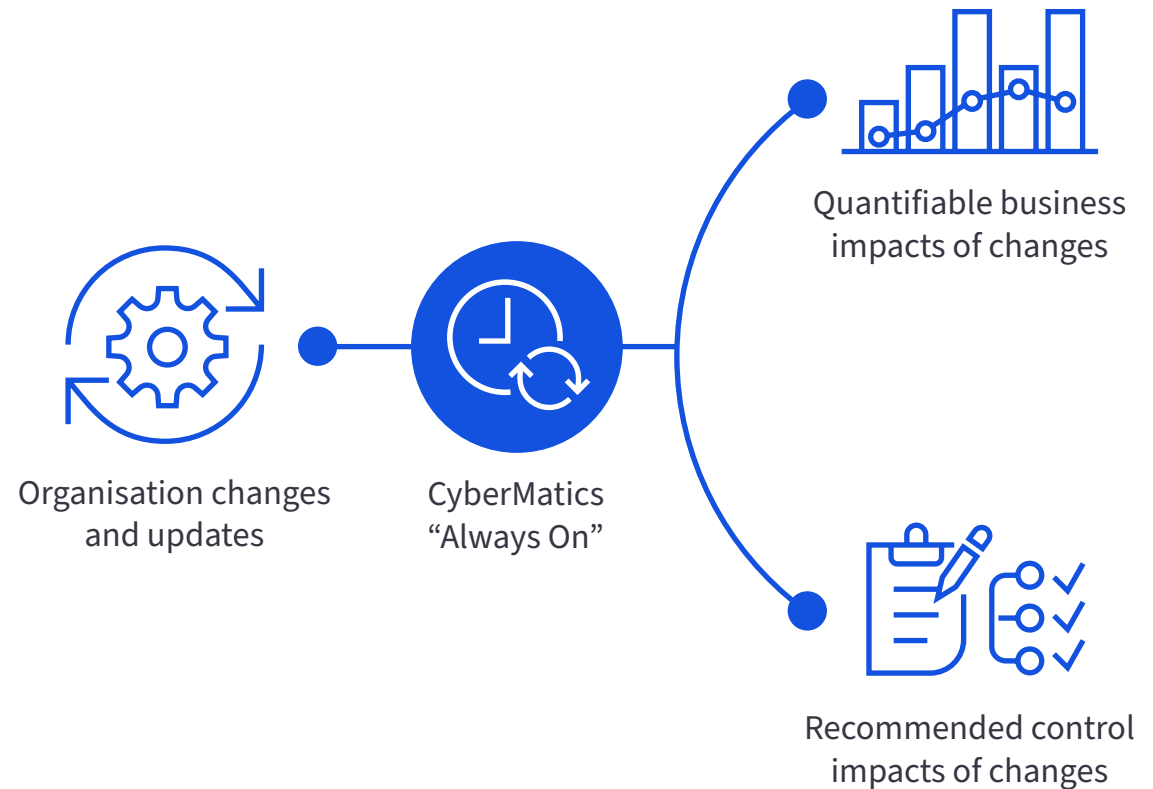 Quantifiable business
impacts of changes
Organisation changes
and updates
CyberMatics
“Always On”
Recommended control
impacts of changes